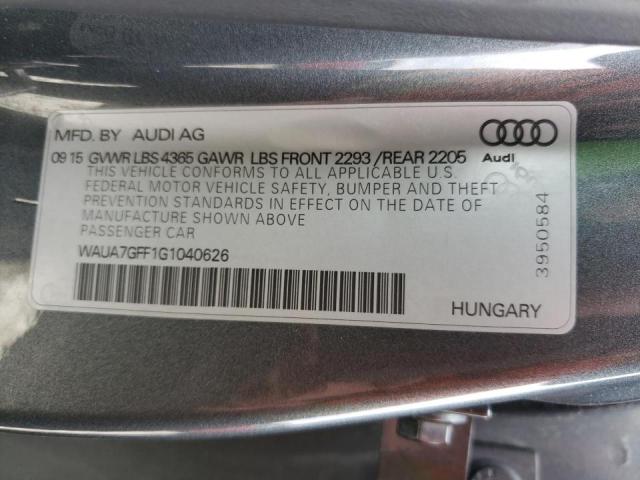 MFD. BY AUDI AG
09 15 GVWR LBS 4365 GAWR LBS FRONT 2293 /REAR 2205
THIS VEHICLE CONFORMS TO ALL APPLICABLE U.S.
FEDERAL MOTOR VEHICLE SAFETY, BUMPER AND THEFT
PREVENTION STANDARDS IN EFFECT ON THE DATE OF
MANUFACTURE SHOWN ABOVE
PASSENGER CAR
WAUA7GFF1G1040626
Audi
3950584
HUNGARY